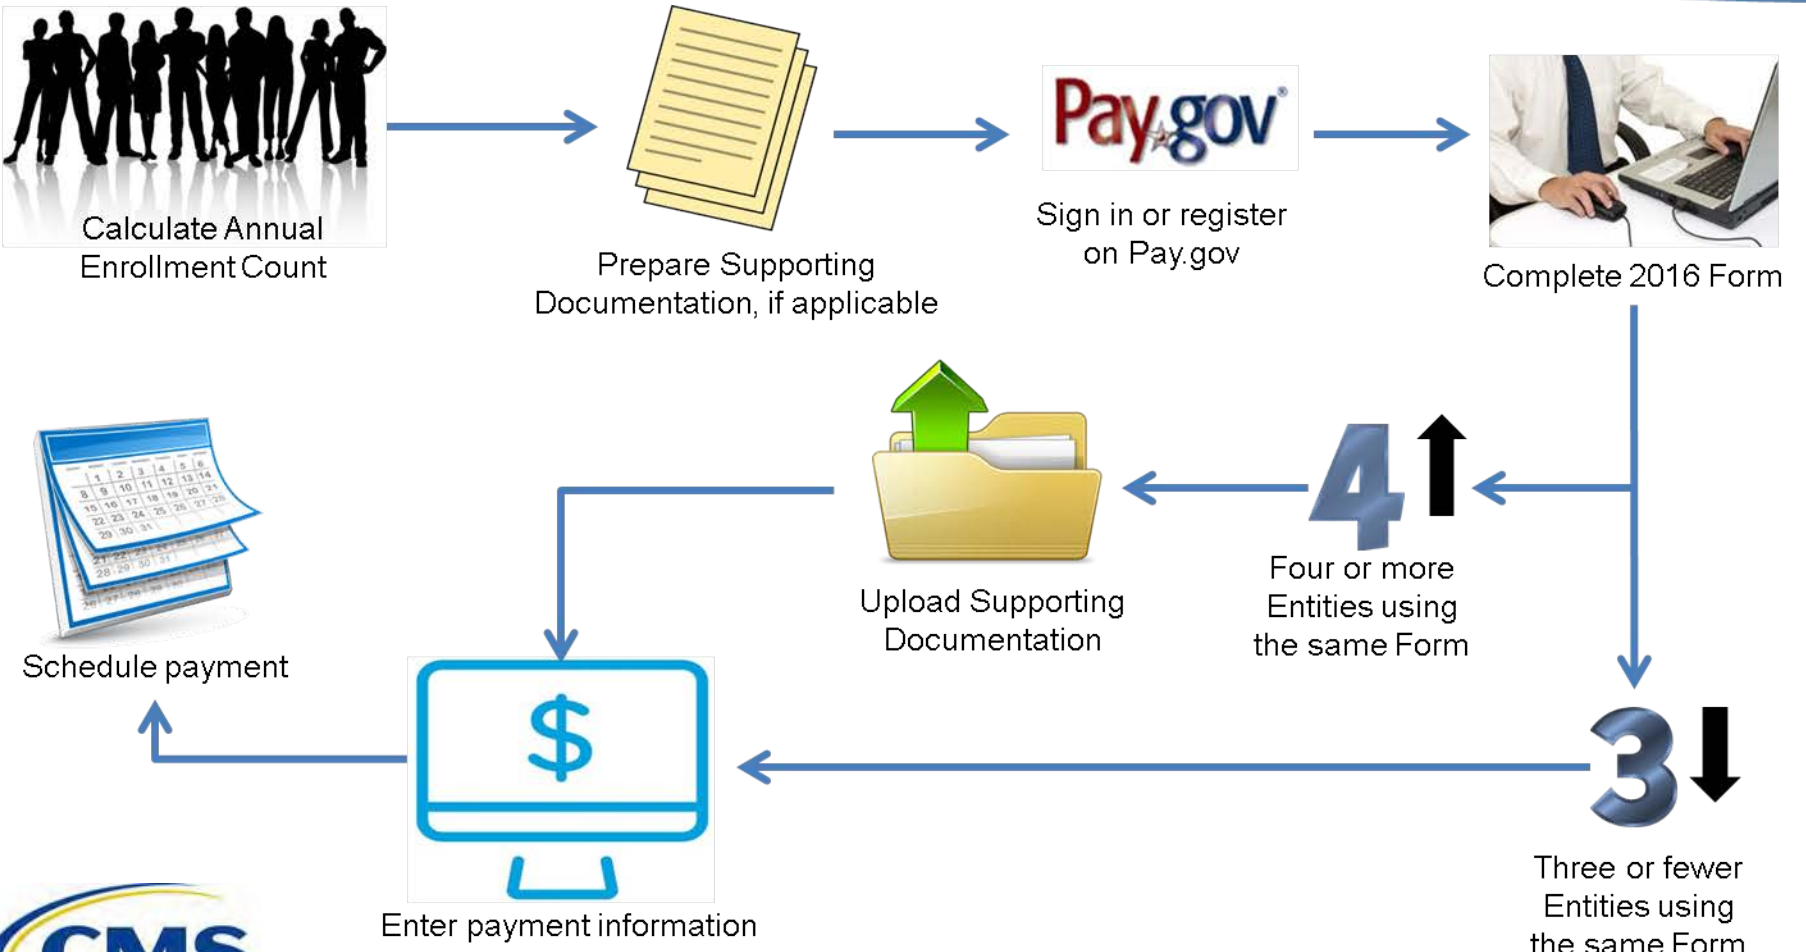 Calculate Annual
Enrollment Count
Prepare Supporting
Documentation, if applicable
Pay.gov®
Sign in or register
on Pay.gov
Complete 2016 Form
Schedule payment
Upload Supporting
Documentation
4
Four or more
Entities using
the same Form
$
Enter payment information
3
Three or fewer
Entities using
the same Form
CMS